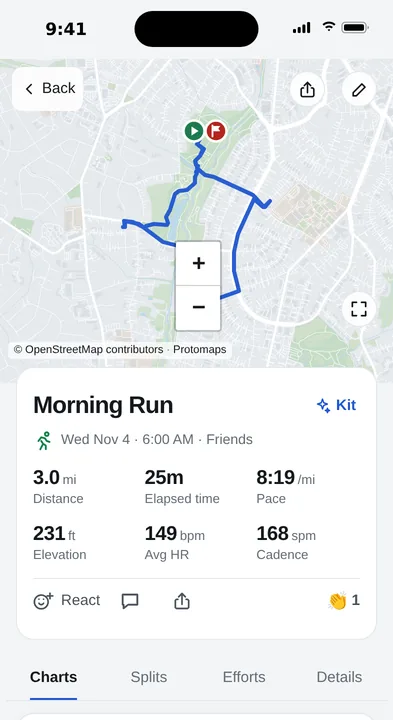 9:41
Back
+
−
© OpenStreetMap contributors · Protomaps
Morning Run
Kit
Wed Nov 4 · 6:00 AM · Friends
3.0 mi 25m 8:19 /mi
Distance Elapsed time Pace
231 ft 149 bpm 168 spm
Elevation Avg HR Cadence
React 👏 1
Charts Splits Efforts Details